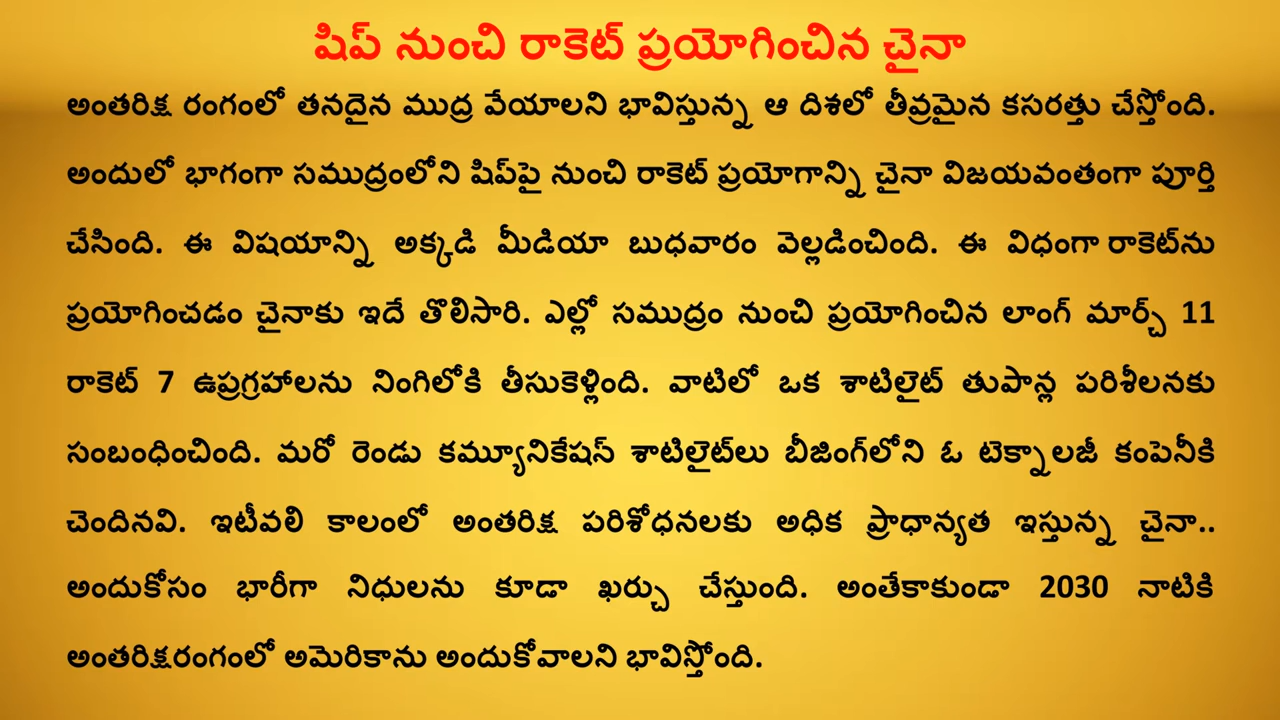 షిప్ నుంచి రాకెట్ ప్రయోగించిన చైనా
అంతరిక్ష రంగంలో తనదైన ముద్ర వేయాలని భావిస్తున్న ఆ దిశలో తీవ్రమైన కసరత్తు చేస్తోంది.
అందులో భాగంగా సముద్రంలోని షిప్‌పై నుంచి రాకెట్ ప్రయోగాన్ని చైనా విజయవంతంగా పూర్తి
చేసింది. ఈ విషయాన్ని అక్కడి మీడియా బుధవారం వెల్లడించింది. ఈ విధంగా రాకెట్‌ను
ప్రయోగించడం చైనాకు ఇదే తొలిసారి. ఎల్లో సముద్రం నుంచి ప్రయోగించిన లాంగ్ మార్చ్ 11
రాకెట్ 7 ఉప్రగ్రహాలను నింగిలోకి తీసుకెళ్లింది. వాటిలో ఒక శాటిలైట్ తుపాన్ల పరిశీలనకు
సంబంధించింది. మరో రెండు కమ్యూనికేషన్ శాటిలైట్‌లు బీజింగ్‌లోని ఓ టెక్నాలజీ కంపెనీకి
చెందినవి. ఇటీవలి కాలంలో అంతరిక్ష పరిశోధనలకు అధిక ప్రాధాన్యత ఇస్తున్న చైనా..
అందుకోసం భారీగా నిధులను కూడా ఖర్చు చేస్తుంది. అంతేకాకుండా 2030 నాటికి
అంతరిక్షరంగంలో అమెరికాను అందుకోవాలని భావిస్తోంది.